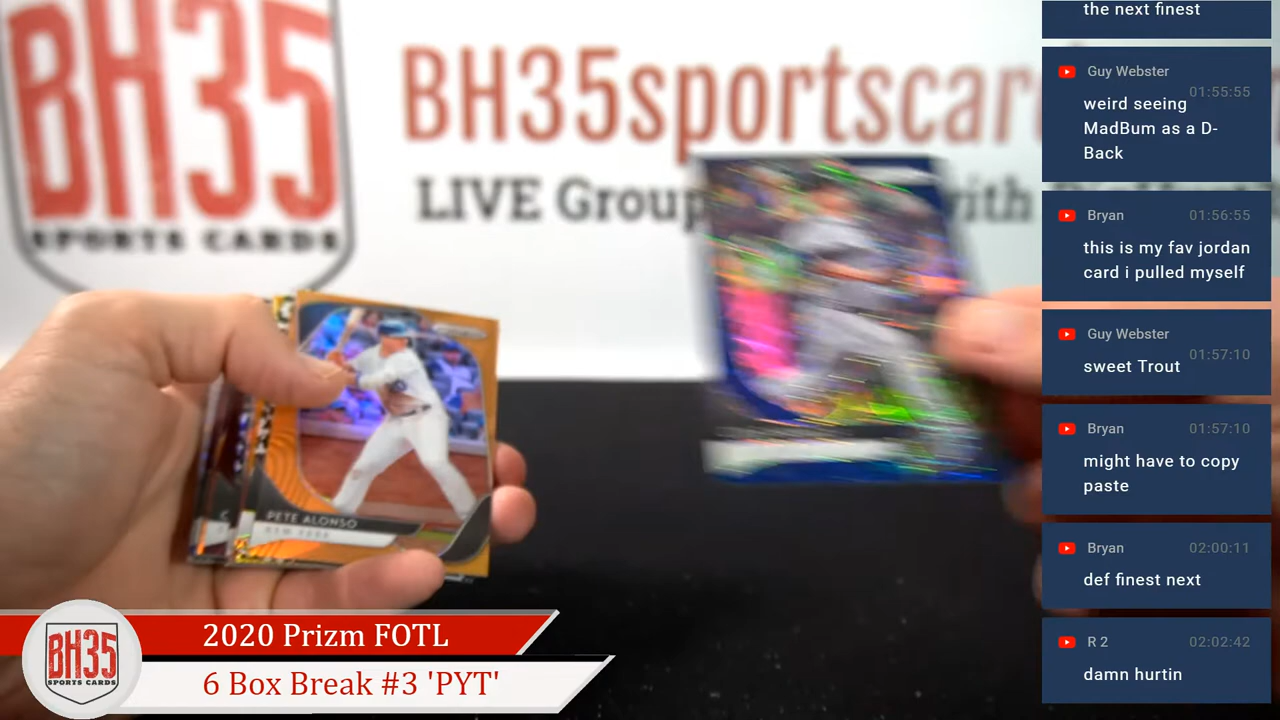 BH35
SPORTS CARDS
BH35sportscar
LIVE Group
with
PETE ALONSO
NEW YORK
2020 Prizm FOTL
6 Box Break #3 'PYT'
BH35
SPORTS CARDS
the next finest
Guy Webster
01:55:55
weird seeing
MadBum as a D-
Back
Bryan 01:56:55
this is my fav jordan
card i pulled myself
Guy Webster
01:57:10
sweet Trout
Bryan 01:57:10
might have to copy
paste
Bryan 02:00:11
def finest next
R 2 02:02:42
damn hurtin